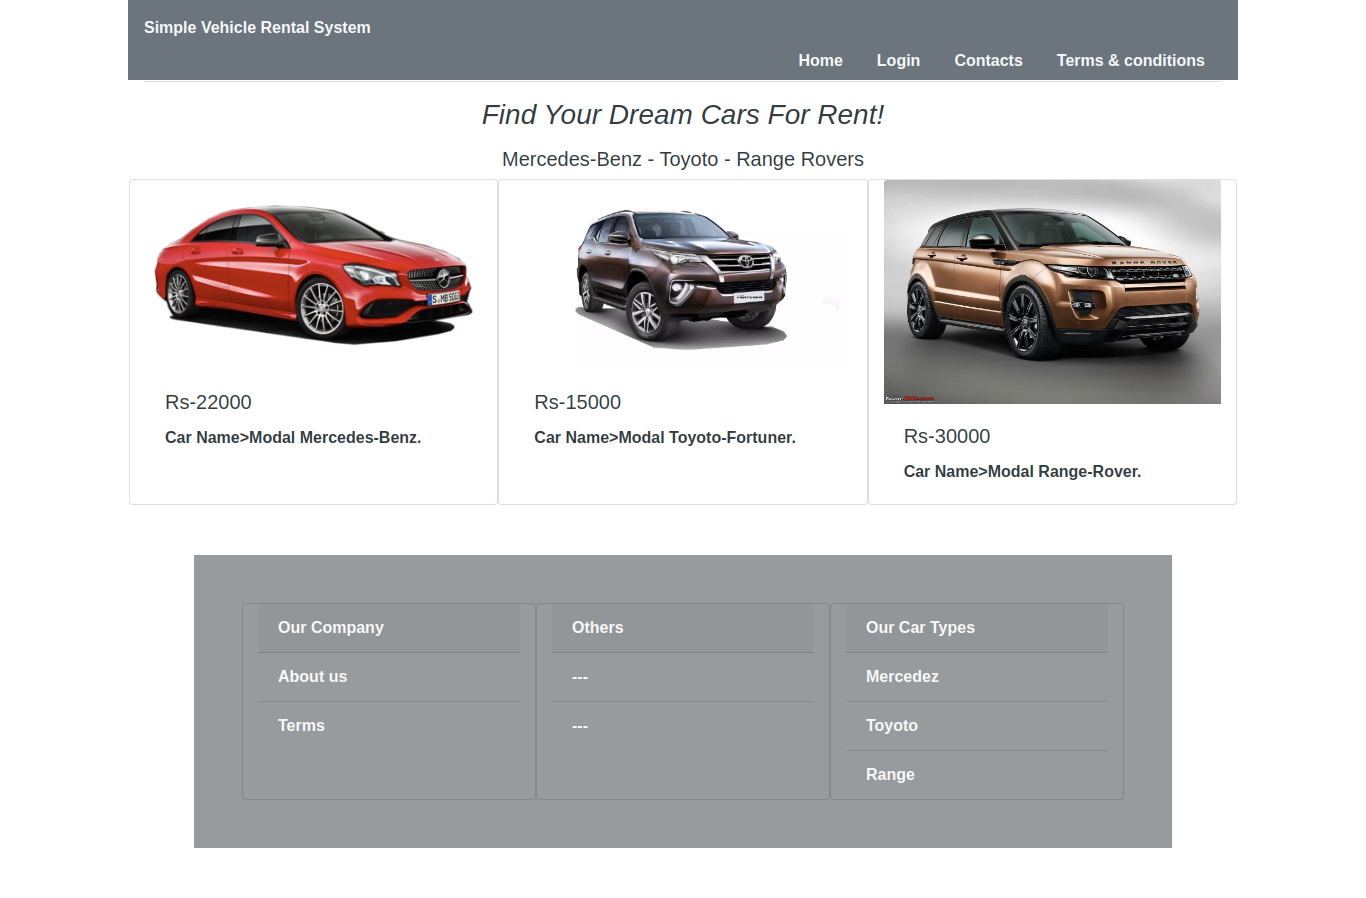 Simple Vehicle Rental System
Home Login Contacts Terms & conditions
Find Your Dream Cars For Rent!
Mercedes-Benz - Toyoto - Range Rovers
RANGE ROVER
Rs-22000
Car Name>Modal Mercedes-Benz.
Rs-15000
Car Name>Modal Toyoto-Fortuner.
Rs-30000
Car Name>Modal Range-Rover.
Our Company
About us
Terms
Others
---
---
Our Car Types
Mercedez
Toyoto
Range